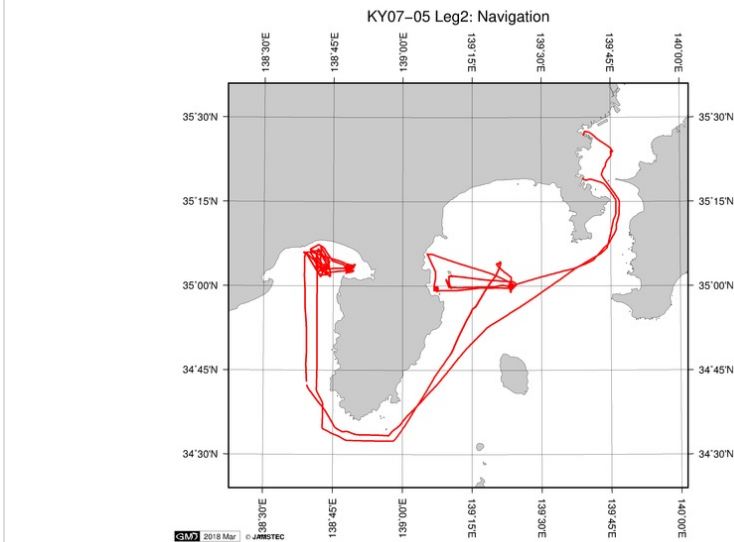 KY07−05 Leg2: Navigation
138˚30'E 138˚45'E 139˚00'E 139˚15'E 139˚30'E 139˚45'E 140˚00'E
35˚30'N 35˚30'N
35˚15'N 35˚15'N
35˚00'N 35˚00'N
34˚45'N 34˚45'N
34˚30'N 34˚30'N
138˚30'E 138˚45'E 139˚00'E 139˚15'E 139˚30'E 139˚45'E 140˚00'E
GMD 2018 Mar © JAMSTEC